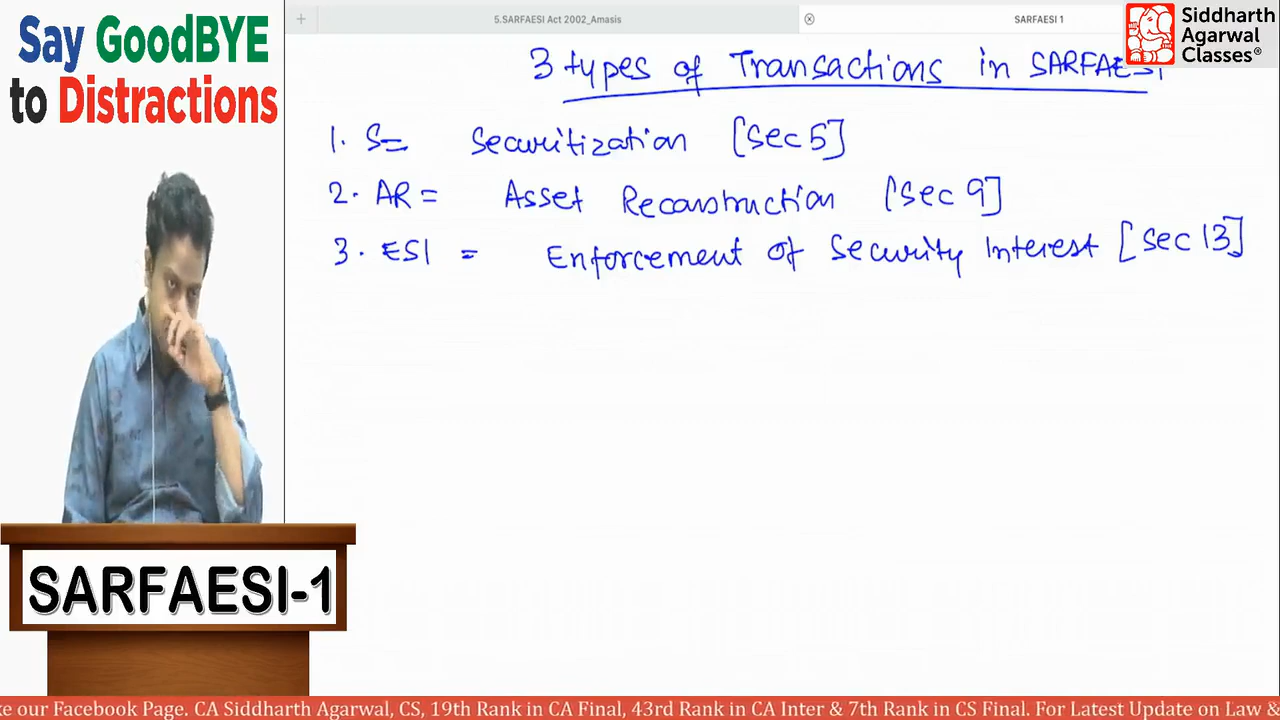 Say GoodBYE
to Distractions
5.SARFAESI Act 2002_Amasis
SARFAESI 1
Siddharth
Agarwal
Classes®
3 types of Transactions in SARFAESI
1. S= Securitization [Sec 5]
2. AR = Asset Reconstruction [Sec 9]
3. ESI = Enforcement of Security Interest [Sec 13]
SARFAESI-1
ke our Facebook Page. CA Siddharth Agarwal, CS, 19th Rank in CA Final, 43rd Rank in CA Inter & 7th Rank in CS Final. For Latest Update on Law &